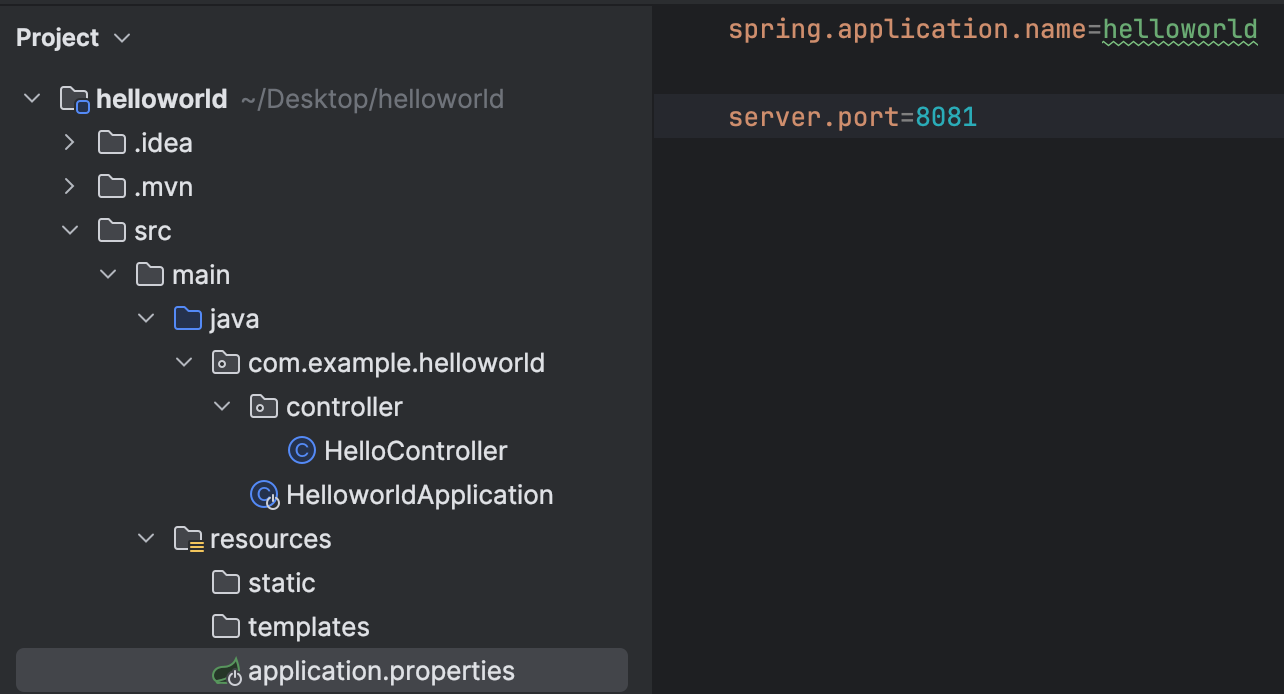 Project
helloworld ~/Desktop/helloworld
.idea
.mvn
src
main
java
com.example.helloworld
controller
HelloController
HelloworldApplication
resources
static
templates
application.properties
spring.application.name=helloworld
server.port=8081